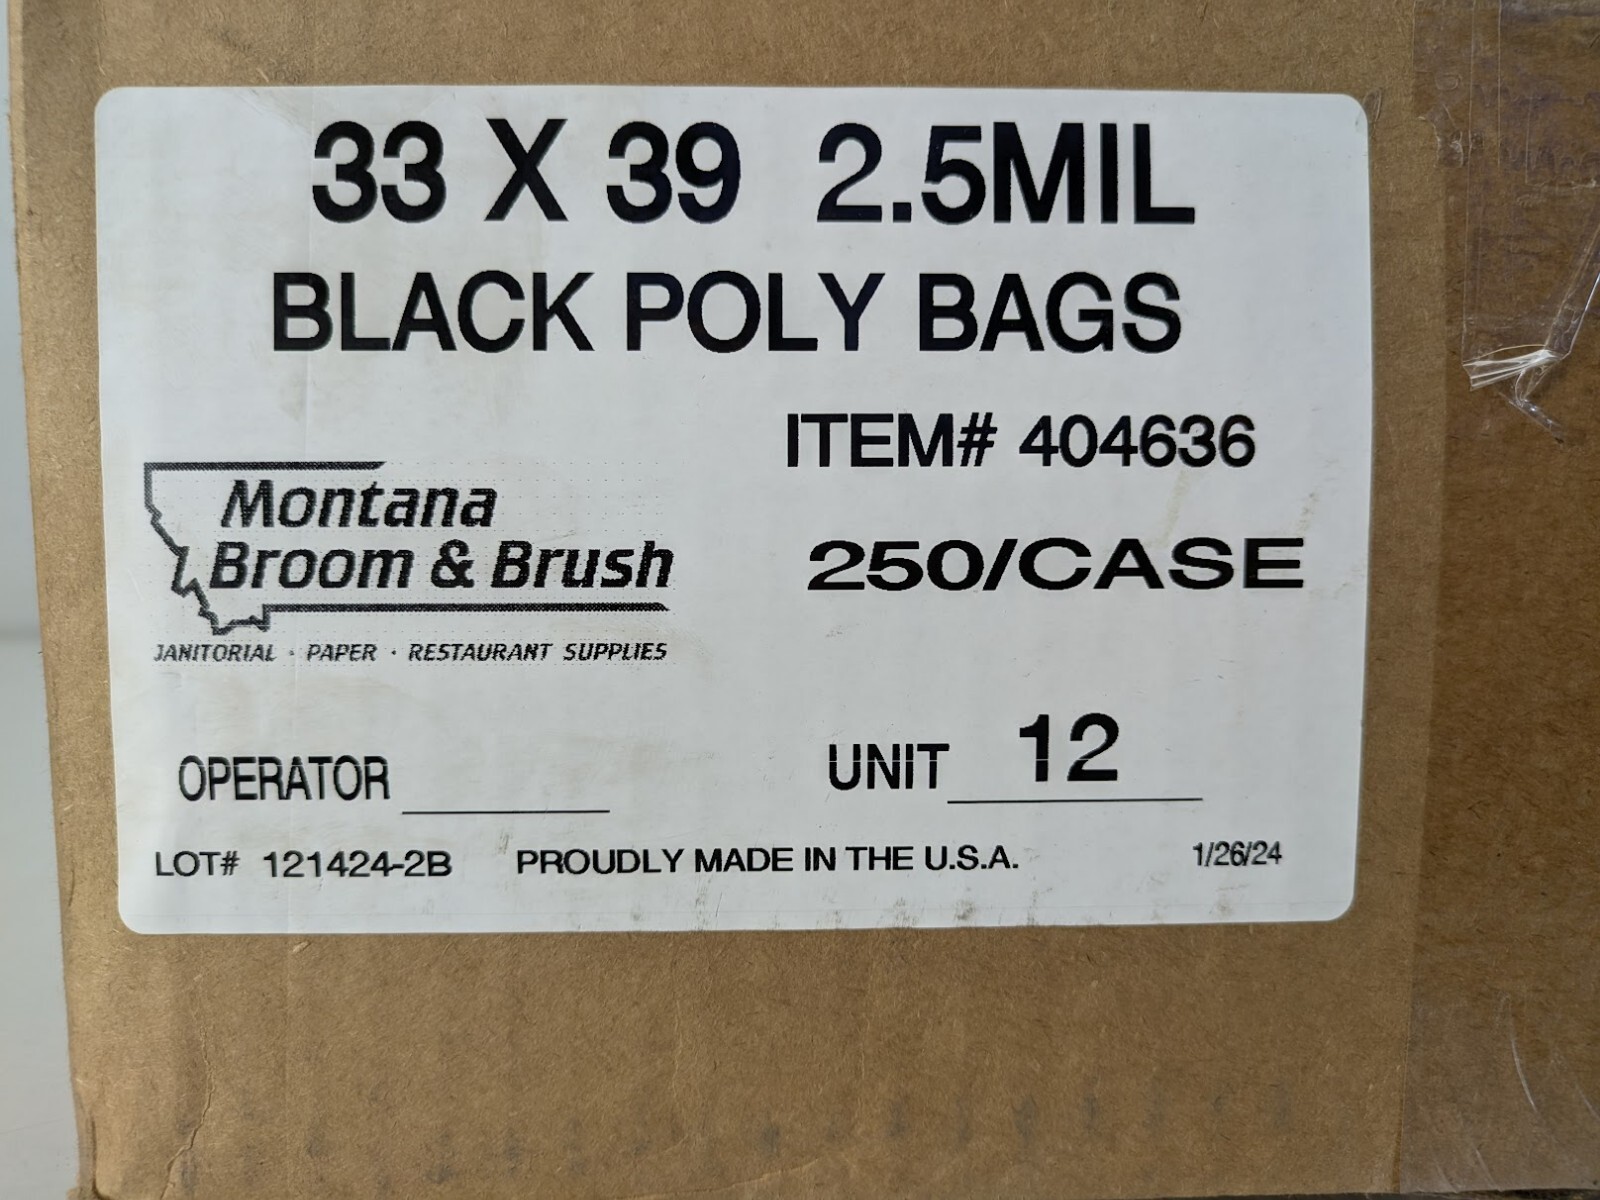 33 X 39 2.5MIL
BLACK POLY BAGS
ITEM# 404636
Montana
Broom & Brush
250/CASE
JANITORIAL · PAPER · RESTAURANT SUPPLIES
OPERATOR
UNIT 12
LOT# 121424-2B PROUDLY MADE IN THE U.S.A. 1/26/24